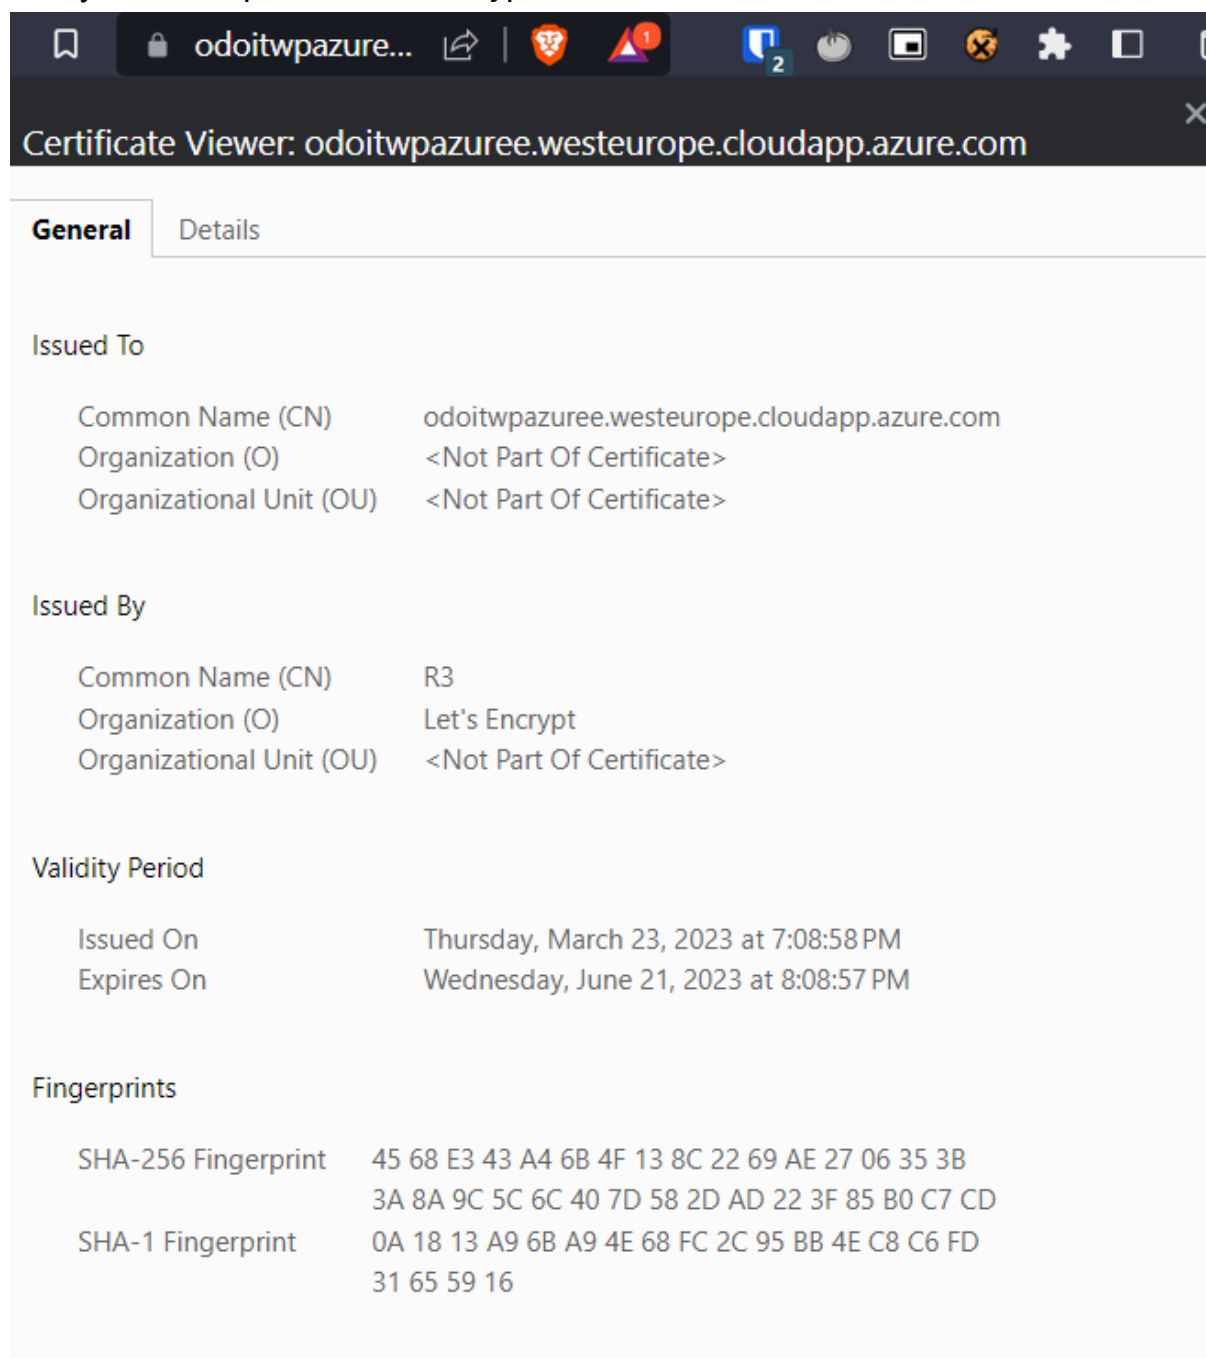 odoitwpazure...
1
2
Certificate Viewer: odoitwpazuree.westeurope.cloudapp.azure.com
General Details
Issued To
Common Name (CN) odoitwpazuree.westeurope.cloudapp.azure.com
Organization (O) <Not Part Of Certificate>
Organizational Unit (OU) <Not Part Of Certificate>
Issued By
Common Name (CN) R3
Organization (O) Let's Encrypt
Organizational Unit (OU) <Not Part Of Certificate>
Validity Period
Issued On Thursday, March 23, 2023 at 7:08:58 PM
Expires On Wednesday, June 21, 2023 at 8:08:57 PM
Fingerprints
SHA-256 Fingerprint 45 68 E3 43 A4 6B 4F 13 8C 22 69 AE 27 06 35 3B
3A 8A 9C 5C 6C 40 7D 58 2D AD 22 3F 85 B0 C7 CD
SHA-1 Fingerprint 0A 18 13 A9 6B A9 4E 68 FC 2C 95 BB 4E C8 C6 FD
31 65 59 16